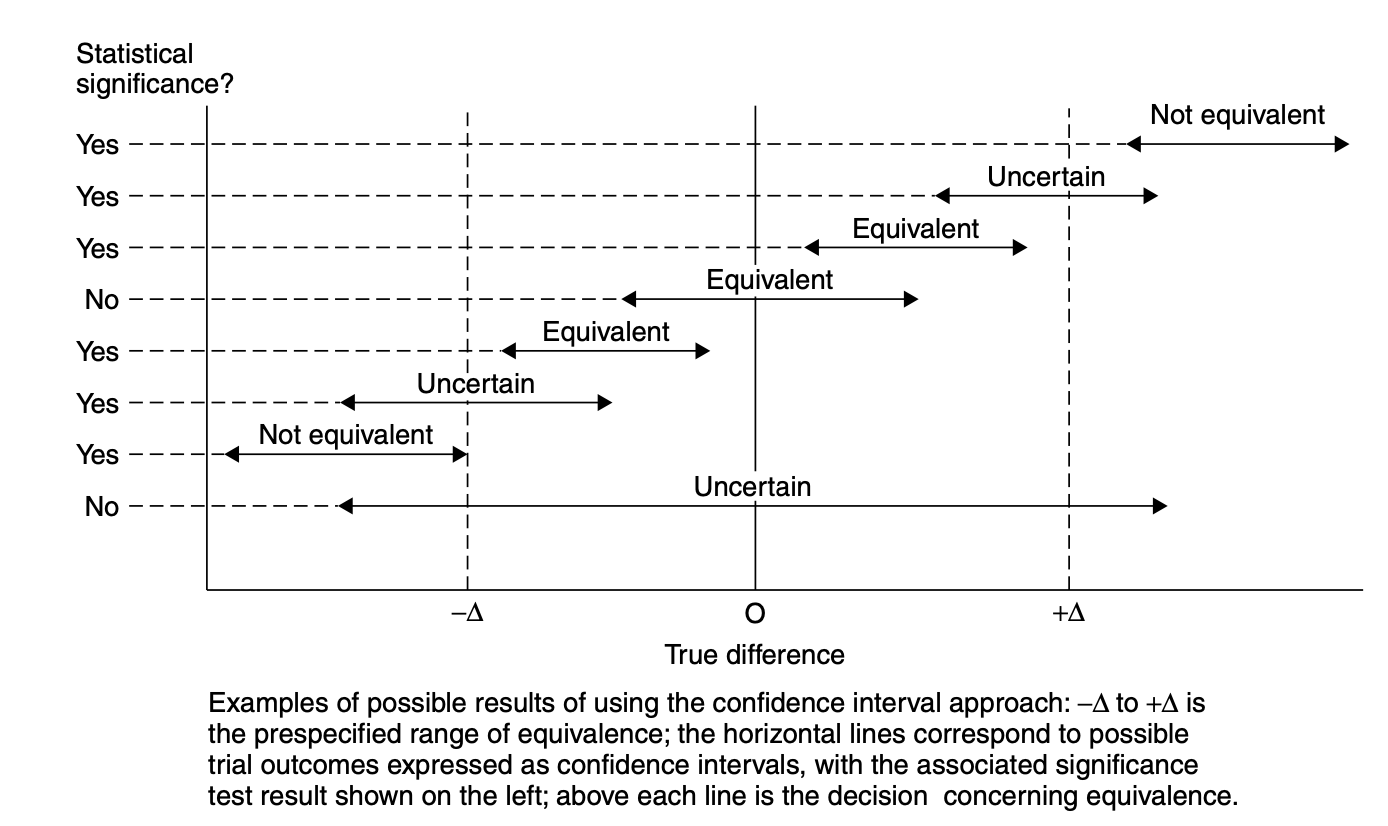 Statistical
significance?
Not equivalent
Yes
Uncertain
Yes
Equivalent
Yes
Equivalent
No
Equivalent
Yes
Uncertain
Yes
Not equivalent
Yes
Uncertain
No
−Δ O +Δ
True difference
Examples of possible results of using the confidence interval approach: −Δ to +Δ is
the prespecified range of equivalence; the horizontal lines correspond to possible
trial outcomes expressed as confidence intervals, with the associated significance
test result shown on the left; above each line is the decision concerning equivalence.